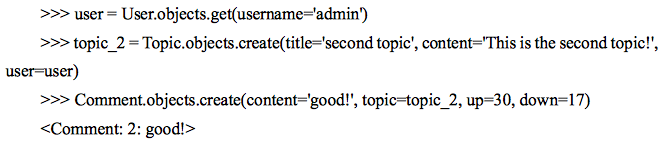 >>> user = User.objects.get(username='admin')
>>> topic_2 = Topic.objects.create(title='second topic', content='This is the second topic!',
user=user)
>>> Comment.objects.create(content='good!', topic=topic_2, up=30, down=17)
<Comment: 2: good!>